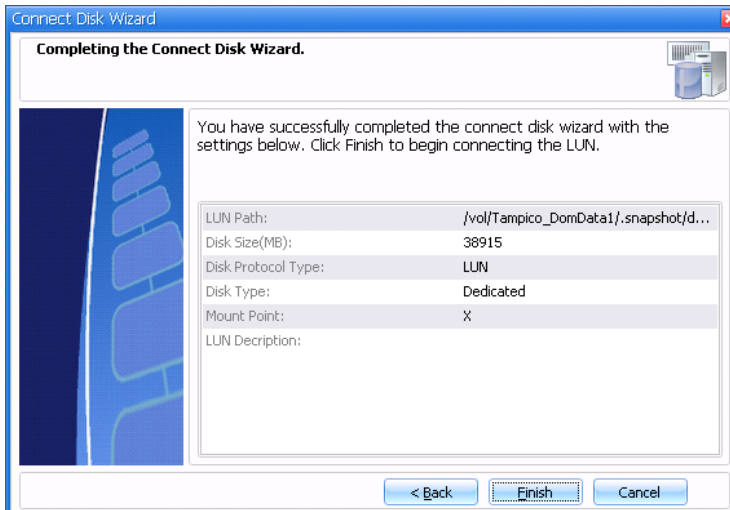 Connect Disk Wizard
Completing the Connect Disk Wizard.
You have successfully completed the connect disk wizard with the
settings below. Click Finish to begin connecting the LUN.
LUN Path: /vol/Tampico_DomData1/.snapshot/d...
Disk Size(MB): 38915
Disk Protocol Type: LUN
Disk Type: Dedicated
Mount Point: X
LUN Decription:
< Back Finish Cancel